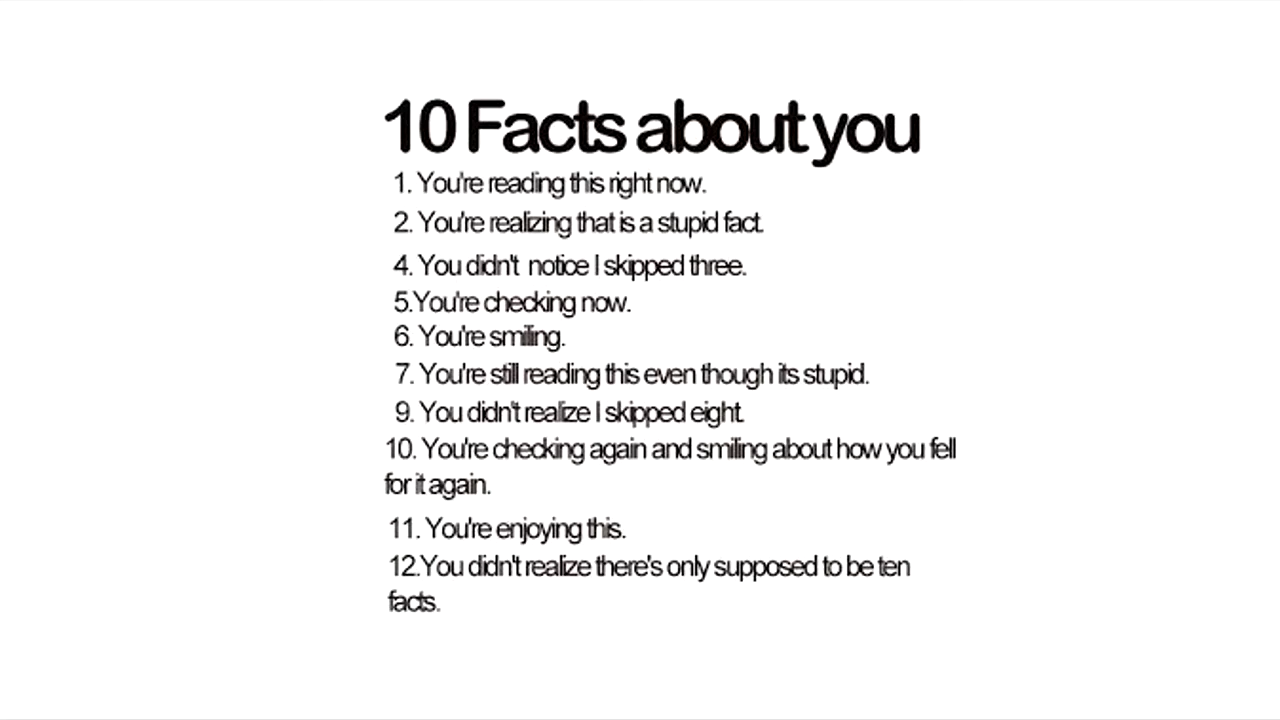 10 Facts about you
1. You're reading this right now.
2. You're realizing that is a stupid fact.
4. You didn't notice I skipped three.
5.You're checking now.
6. You're smiling.
7. You're still reading this even though its stupid.
9. You didn't realize I skipped eight.
10. You're checking again and smiling about how you fell
for it again.
11. You're enjoying this.
12.You didn't realize there's only supposed to be ten
facts.